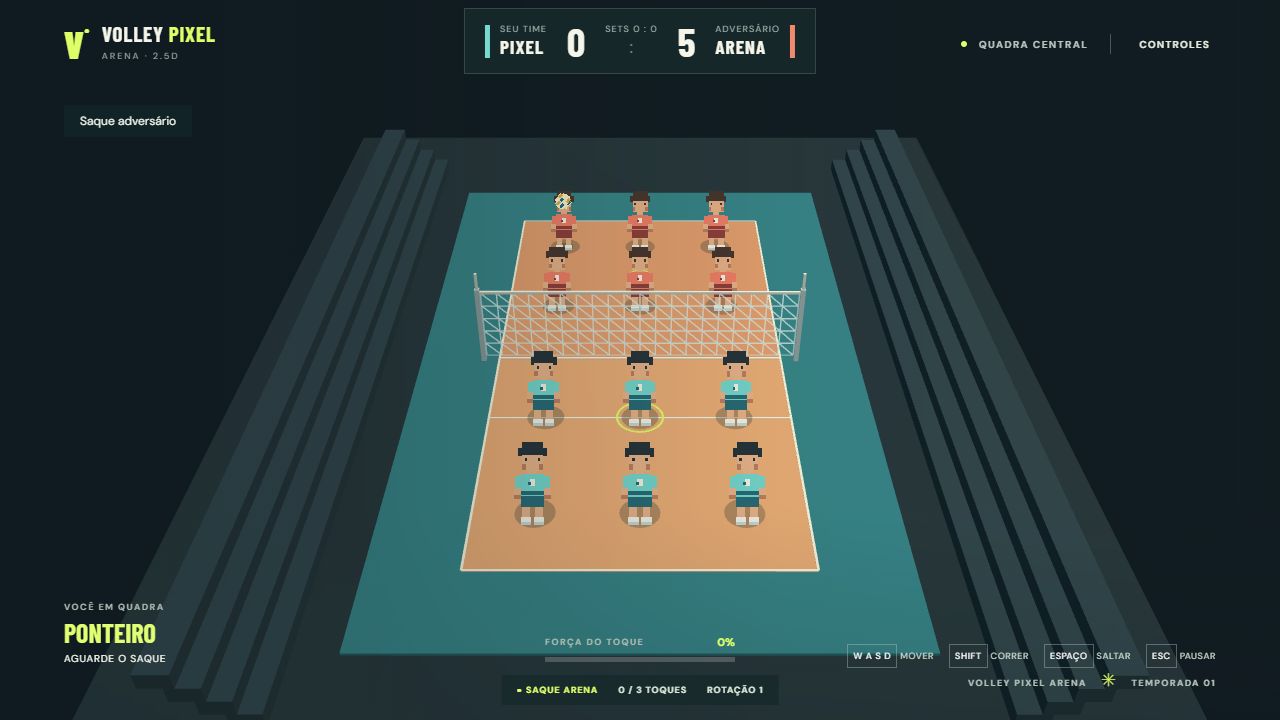 VOLLEY PIXEL
ARENA · 2.5D
SEU TIME
PIXEL
0
SETS 0 : 0
:
5
ADVERSÁRIO
ARENA
QUADRA CENTRAL
CONTROLES
Saque adversário
VOCÊ EM QUADRA
PONTEIRO
AGUARDE O SAQUE
FORÇA DO TOQUE 0%
SAQUE ARENA 0 / 3 TOQUES ROTAÇÃO 1
W A S D MOVER SHIFT CORRER ESPAÇO SALTAR ESC PAUSAR
VOLLEY PIXEL ARENA TEMPORADA 01